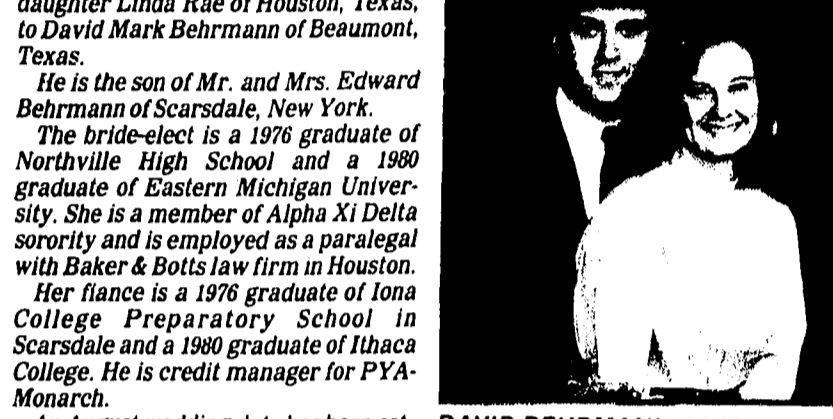 daughter Linda Rae of Houston, Texas,
to David Mark Behrmann of Beaumont,
Texas.
He is the son of Mr. and Mrs. Edward
Behrmann of Scarsdale, New York.
The bride-elect is a 1976 graduate of
Northville High School and a 1980
graduate of Eastern Michigan Univer-
sity. She is a member of Alpha Xi Delta
sorority and is employed as a paralegal
with Baker & Botts law firm in Houston.
Her fiance is a 1976 graduate of Iona
College Preparatory School in
Scarsdale and a 1980 graduate of Ithaca
College. He is credit manager for PYA-
Monarch.